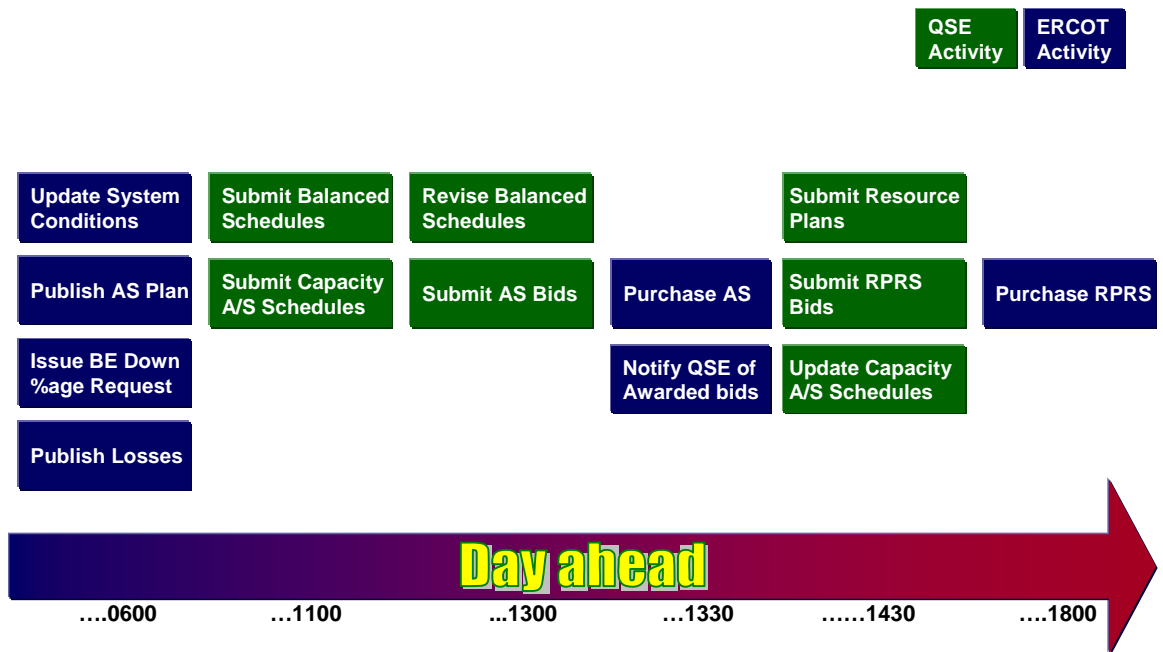 QSE
Activity
ERCOT
Activity
Update System
Conditions
Submit Balanced
Schedules
Revise Balanced
Schedules
Submit Resource
Plans
Publish AS Plan
Submit Capacity
A/S Schedules
Submit AS Bids
Purchase AS
Submit RPRS
Bids
Purchase RPRS
Issue BE Down
%age Request
Notify QSE of
Awarded bids
Update Capacity
A/S Schedules
Publish Losses
Day ahead
….0600
…1100
...1300
…1330
……1430
….1800